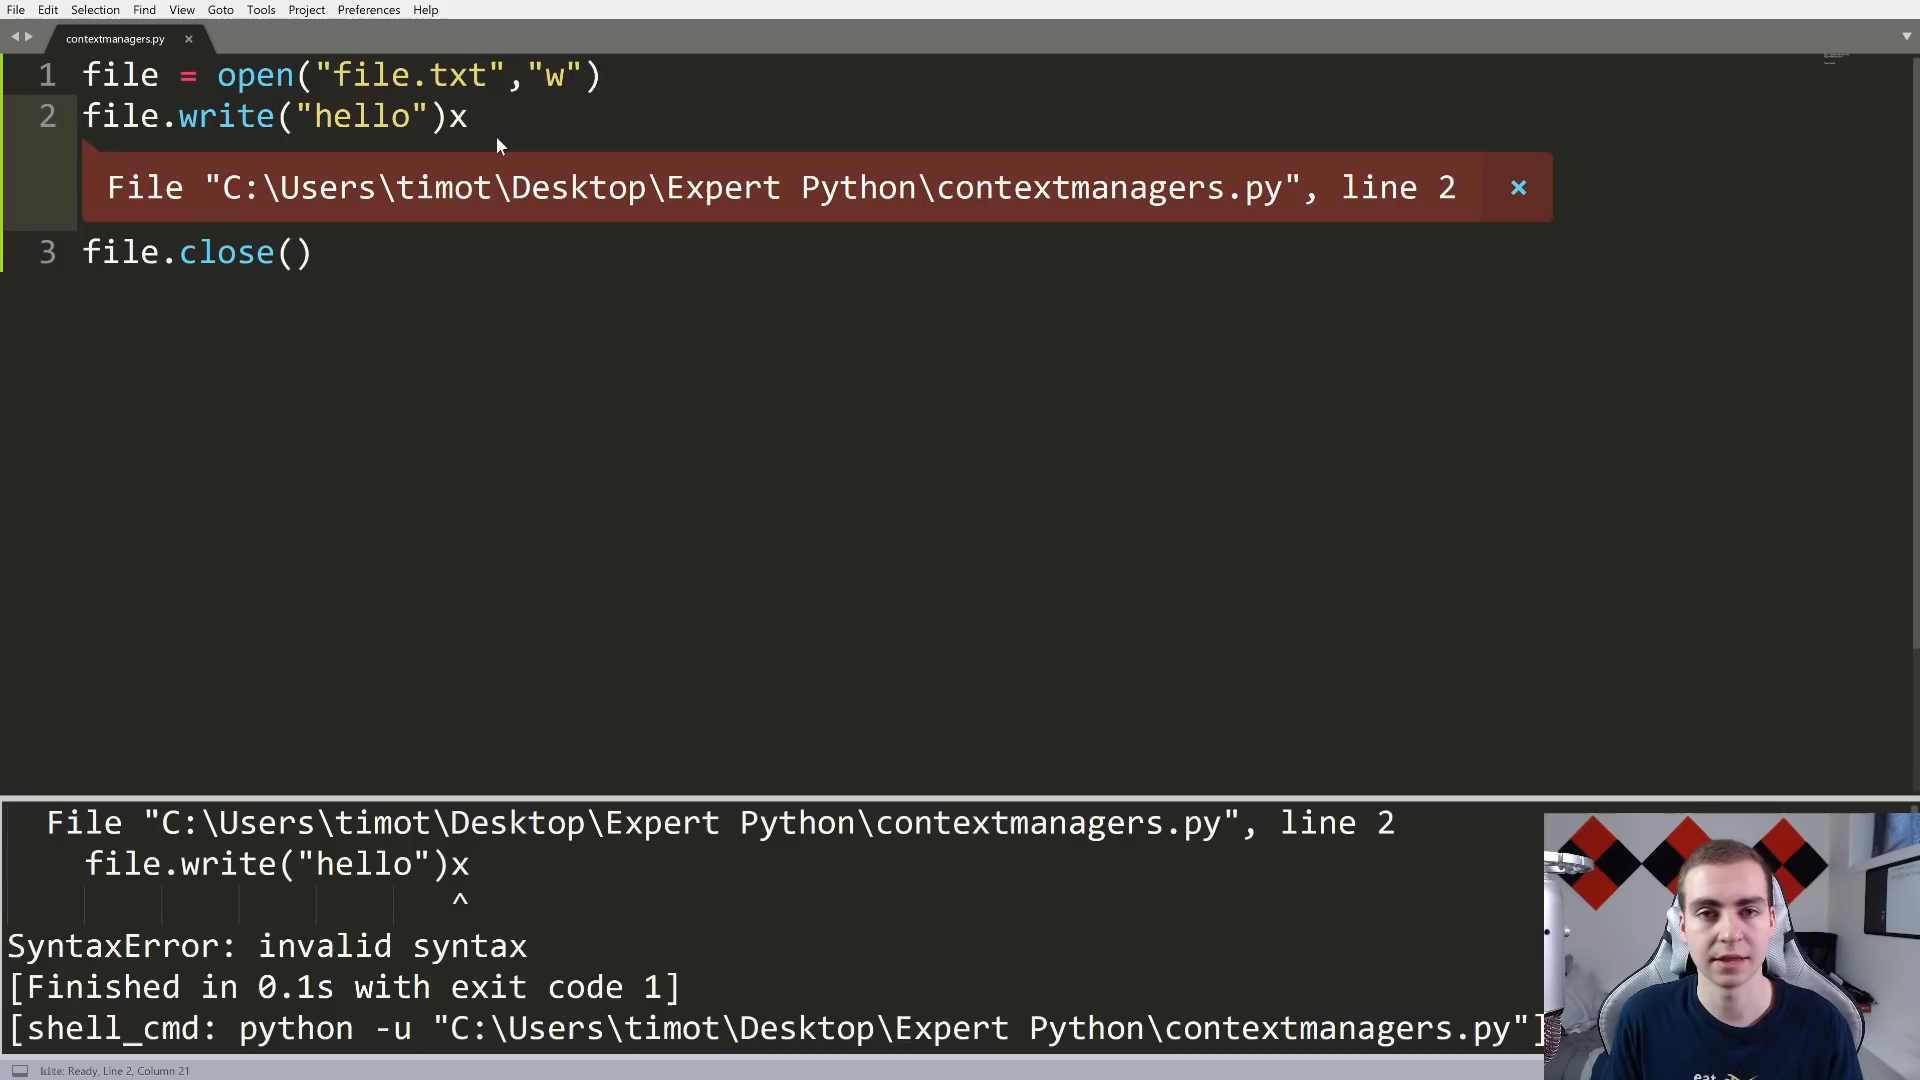 File Edit Selection Find View Goto Tools Project Preferences Help
contextmanagers.py ×
1 file = open("file.txt","w")
2 file.write("hello")x
File "C:\Users\timot\Desktop\Expert Python\contextmanagers.py", line 2 ×
3 file.close()
File "C:\Users\timot\Desktop\Expert Python\contextmanagers.py", line 2
file.write("hello")x
^
SyntaxError: invalid syntax
[Finished in 0.1s with exit code 1]
[shell_cmd: python -u "C:\Users\timot\Desktop\Expert Python\contextmanagers.py"]
Ready, Line 2, Column 21
eat